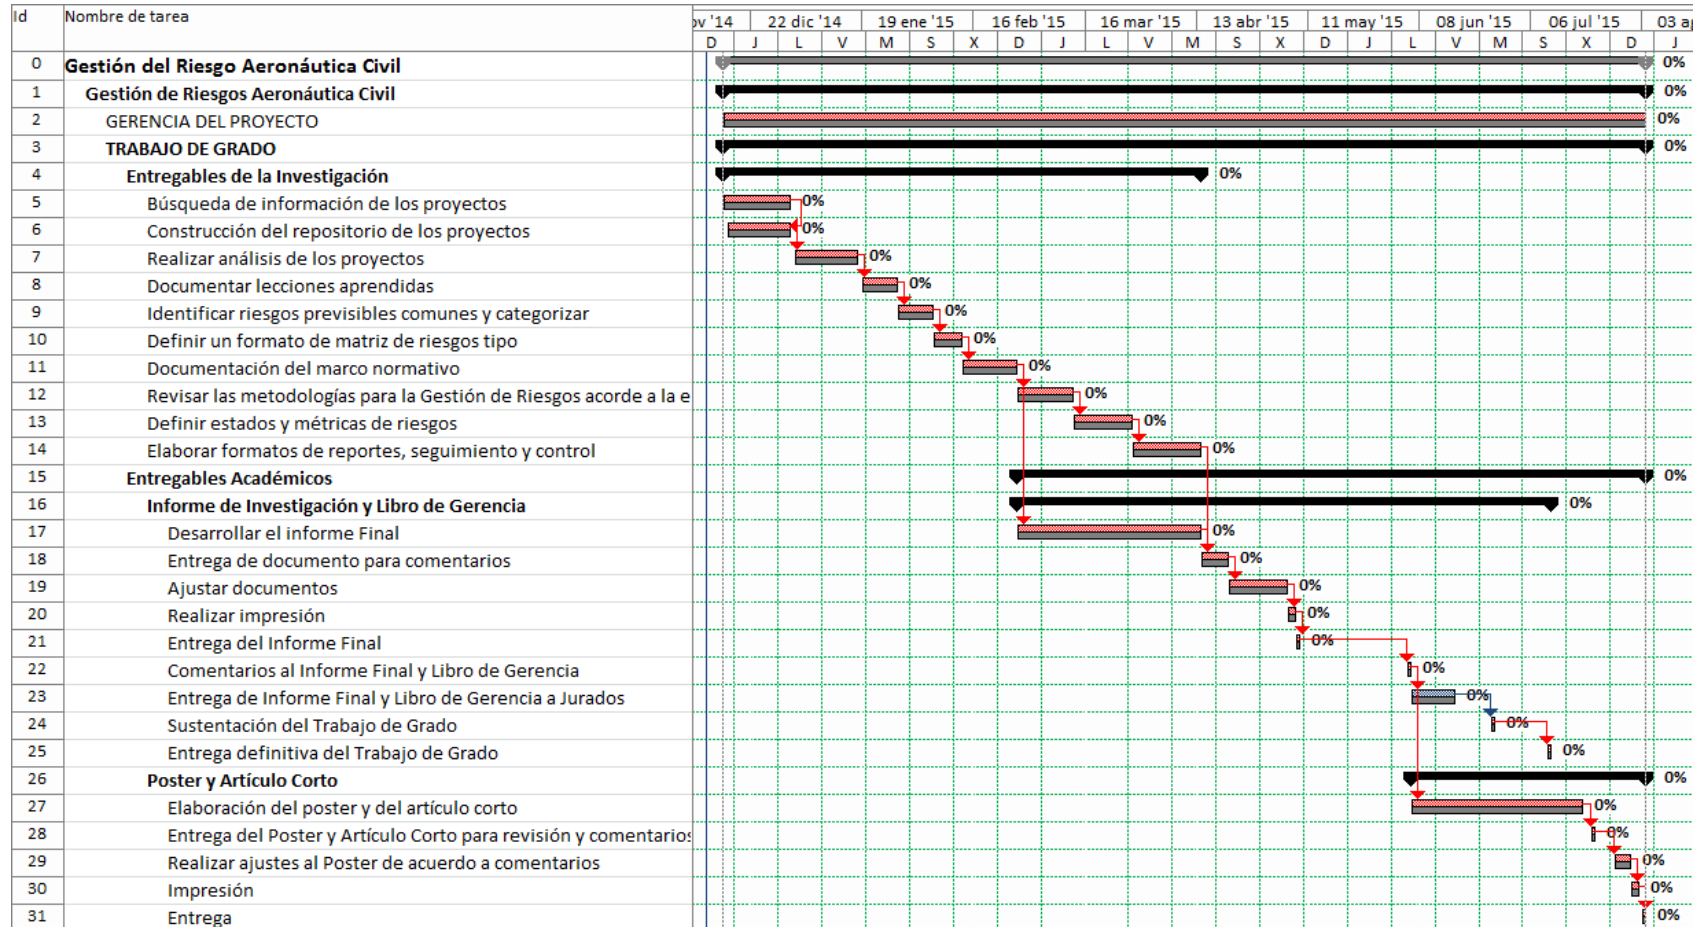 Id Nombre de tarea
ov '14 22 dic '14 19 ene '15 16 feb '15 16 mar '15 13 abr '15 11 may '15 08 jun '15 06 jul '15 03 ag
D J L V M S X D J L V M S X D J L V M S X D J
0 Gestión del Riesgo Aeronáutica Civil 0%
1 Gestión de Riesgos Aeronáutica Civil 0%
2 GERENCIA DEL PROYECTO 0%
3 TRABAJO DE GRADO 0%
4 Entregables de la Investigación 0%
5 Búsqueda de información de los proyectos 0%
6 Construcción del repositorio de los proyectos 0%
7 Realizar análisis de los proyectos 0%
8 Documentar lecciones aprendidas 0%
9 Identificar riesgos previsibles comunes y categorizar 0%
10 Definir un formato de matriz de riesgos tipo 0%
11 Documentación del marco normativo 0%
12 Revisar las metodologías para la Gestión de Riesgos acorde a la e 0%
13 Definir estados y métricas de riesgos 0%
14 Elaborar formatos de reportes, seguimiento y control 0%
15 Entregables Académicos 0%
16 Informe de Investigación y Libro de Gerencia 0%
17 Desarrollar el informe Final 0%
18 Entrega de documento para comentarios 0%
19 Ajustar documentos 0%
20 Realizar impresión 0%
21 Entrega del Informe Final 0%
22 Comentarios al Informe Final y Libro de Gerencia 0%
23 Entrega de Informe Final y Libro de Gerencia a Jurados 0%
24 Sustentación del Trabajo de Grado 0%
25 Entrega definitiva del Trabajo de Grado 0%
26 Poster y Artículo Corto 0%
27 Elaboración del poster y del artículo corto 0%
28 Entrega del Poster y Artículo Corto para revisión y comentarios 0%
29 Realizar ajustes al Poster de acuerdo a comentarios 0%
30 Impresión 0%
31 Entrega 0%